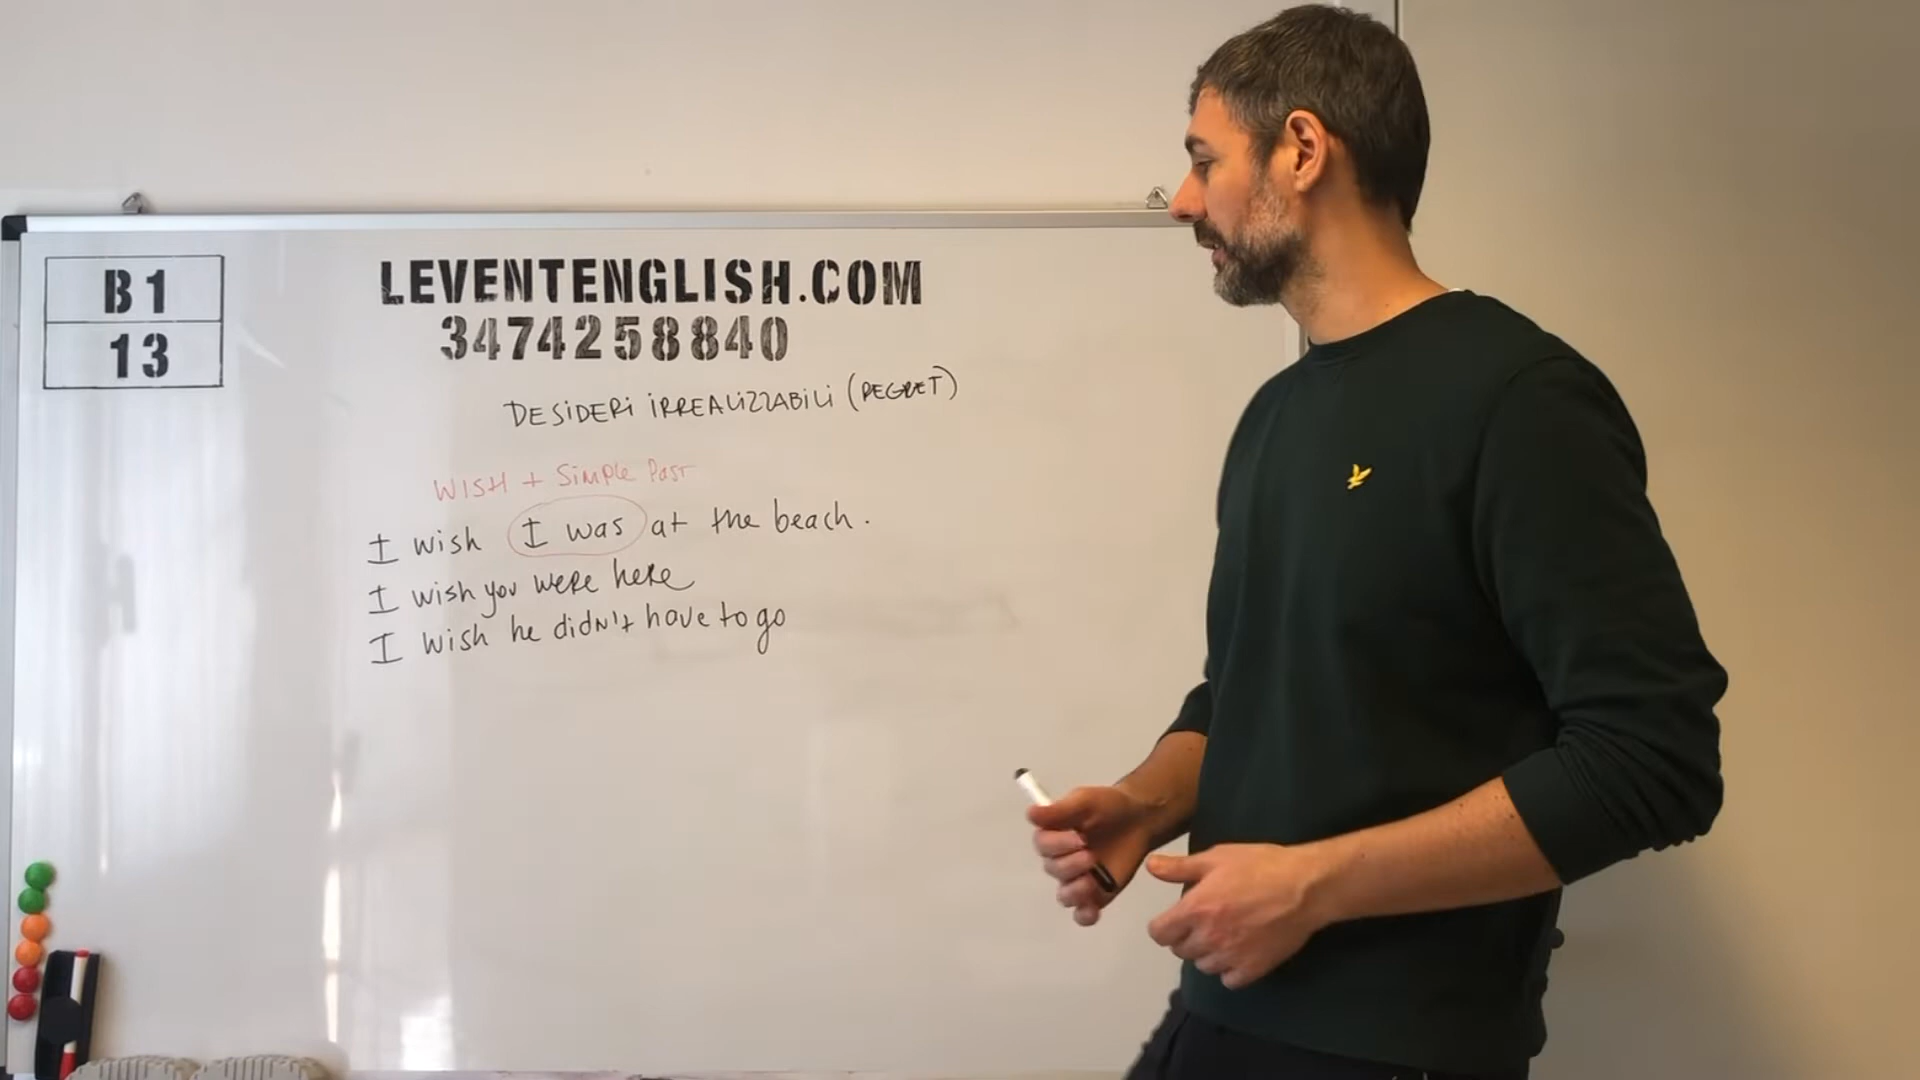 B1
13
LEVENTENGLISH.COM
3474258840
DESIDERI IRREALIZZABILI (REGRET)
WISH + SIMPLE PAST
I wish I was at the beach.
I wish you were here
I wish he didn't have to go